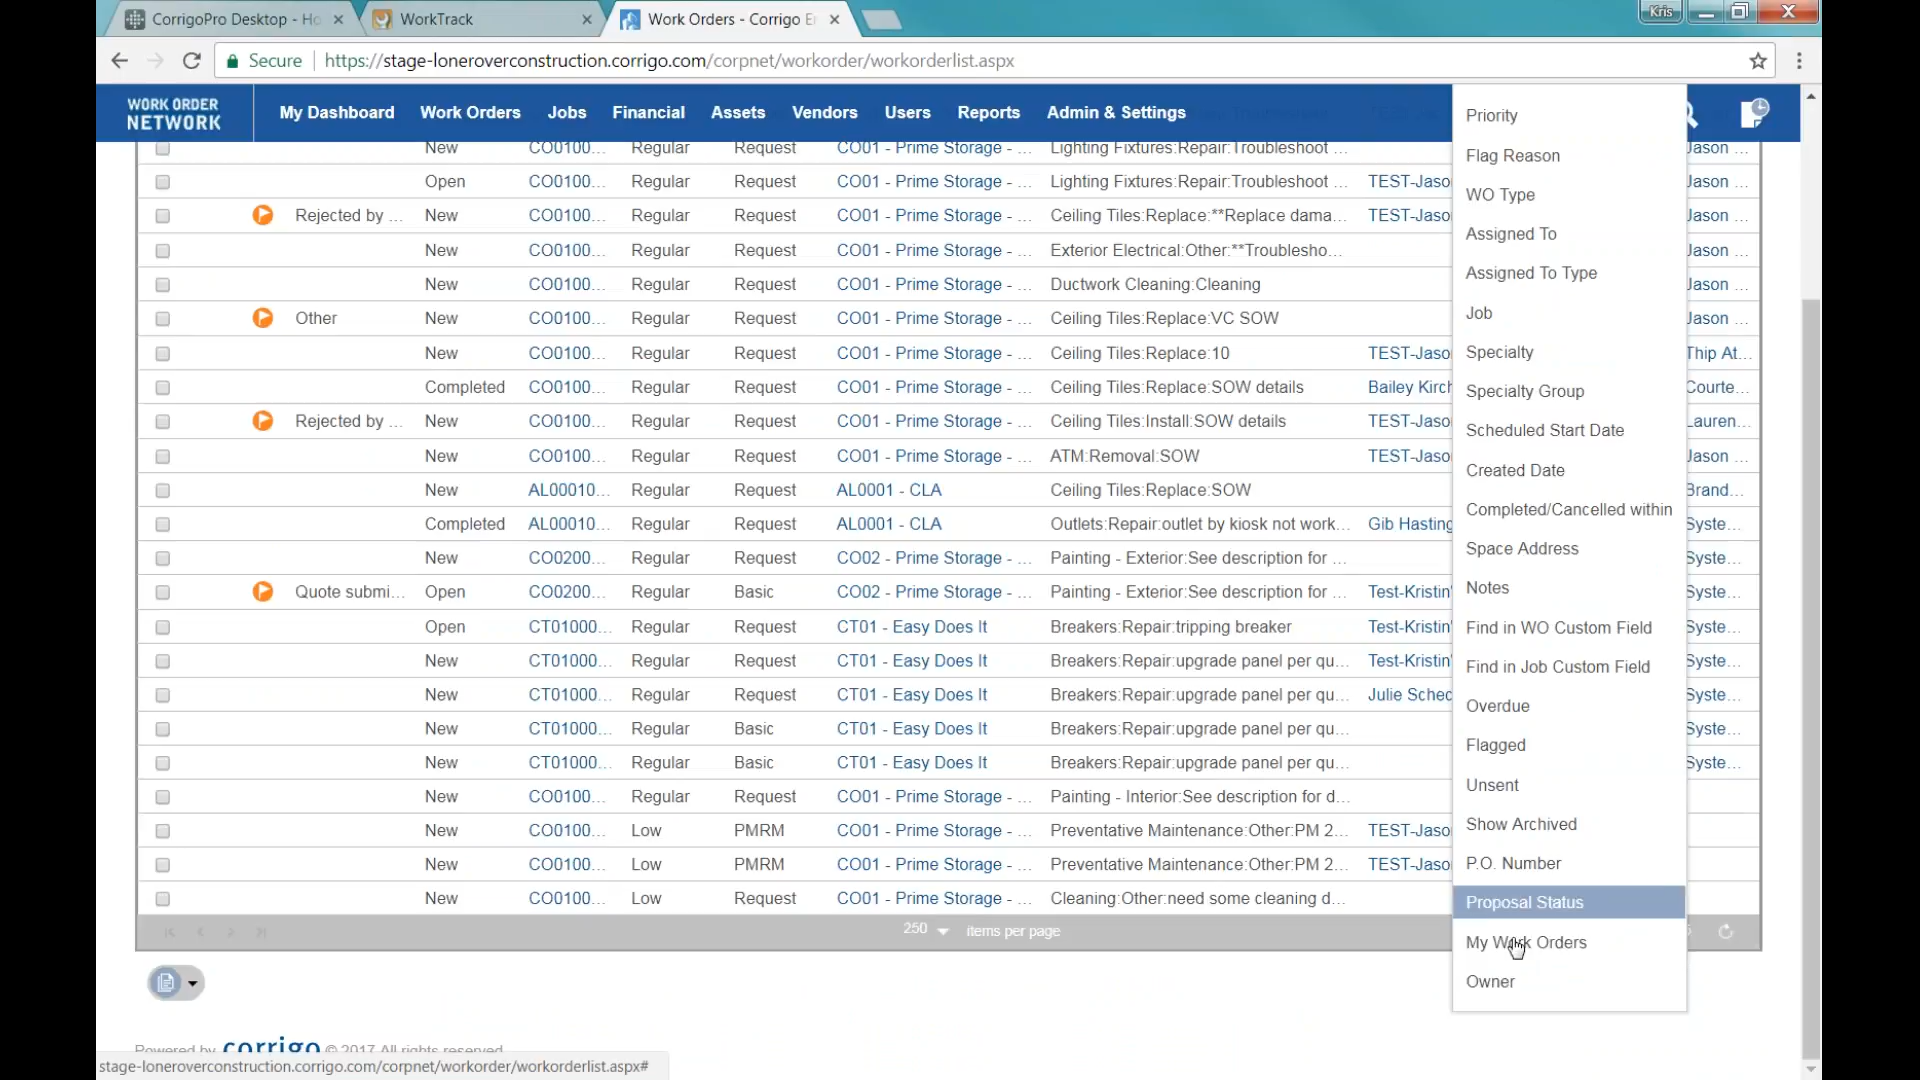 CorrigoPro Desktop - Ho
WorkTrack
Work Orders - Corrigo En
Kris
Secure
https://stage-loneroverconstruction.corrigo.com/corpnet/workorder/workorderlist.aspx
WORK ORDER NETWORK
My Dashboard Work Orders Jobs Financial Assets Vendors Users Reports Admin & Settings
New CO0100... Regular Request CO01 - Prime Storage - ... Lighting Fixtures:Repair:Troubleshoot ... Jason ...
Open CO0100... Regular Request CO01 - Prime Storage - ... Lighting Fixtures:Repair:Troubleshoot ... TEST-Jaso Jason ...
Rejected by ... New CO0100... Regular Request CO01 - Prime Storage - ... Ceiling Tiles:Replace:**Replace dama... TEST-Jaso Jason ...
New CO0100... Regular Request CO01 - Prime Storage - ... Exterior Electrical:Other:**Troublesho... Jason ...
New CO0100... Regular Request CO01 - Prime Storage - ... Ductwork Cleaning:Cleaning Jason ...
Other New CO0100... Regular Request CO01 - Prime Storage - ... Ceiling Tiles:Replace:VC SOW Jason ...
New CO0100... Regular Request CO01 - Prime Storage - ... Ceiling Tiles:Replace:10 TEST-Jaso Thip At...
Completed CO0100... Regular Request CO01 - Prime Storage - ... Ceiling Tiles:Replace:SOW details Bailey Kirch Courte...
Rejected by ... New CO0100... Regular Request CO01 - Prime Storage - ... Ceiling Tiles:Install:SOW details TEST-Jaso Lauren...
New CO0100... Regular Request CO01 - Prime Storage - ... ATM:Removal:SOW TEST-Jaso Jason ...
New AL00010... Regular Request AL0001 - CLA Ceiling Tiles:Replace:SOW Brand...
Completed AL00010... Regular Request AL0001 - CLA Outlets:Repair:outlet by kiosk not work... Gib Hasting Syste...
New CO0200... Regular Request CO02 - Prime Storage - ... Painting - Exterior:See description for ... Syste...
Quote submi... Open CO0200... Regular Basic CO02 - Prime Storage - ... Painting - Exterior:See description for ... Test-Kristin' Syste...
Open CT01000... Regular Request CT01 - Easy Does It Breakers:Repair:tripping breaker Test-Kristin' Syste...
New CT01000... Regular Request CT01 - Easy Does It Breakers:Repair:upgrade panel per qu... Test-Kristin' Syste...
New CT01000... Regular Request CT01 - Easy Does It Breakers:Repair:upgrade panel per qu... Julie Sched Syste...
New CT01000... Regular Basic CT01 - Easy Does It Breakers:Repair:upgrade panel per qu... Syste...
New CT01000... Regular Basic CT01 - Easy Does It Breakers:Repair:upgrade panel per qu... Syste...
New CO0100... Regular Request CO01 - Prime Storage - ... Painting - Interior:See description for d...
New CO0100... Low PMRM CO01 - Prime Storage - ... Preventative Maintenance:Other:PM 2... TEST-Jaso
New CO0100... Low PMRM CO01 - Prime Storage - ... Preventative Maintenance:Other:PM 2... TEST-Jaso
New CO0100... Low Request CO01 - Prime Storage - ... Cleaning:Other:need some cleaning d...
250 items per page
Priority
Flag Reason
WO Type
Assigned To
Assigned To Type
Job
Specialty
Specialty Group
Scheduled Start Date
Created Date
Completed/Cancelled within
Space Address
Notes
Find in WO Custom Field
Find in Job Custom Field
Overdue
Flagged
Unsent
Show Archived
P.O. Number
Proposal Status
My Work Orders
Owner
Powered by corrigo © 2017 All rights reserved
stage-loneroverconstruction.corrigo.com/corpnet/workorder/workorderlist.aspx#